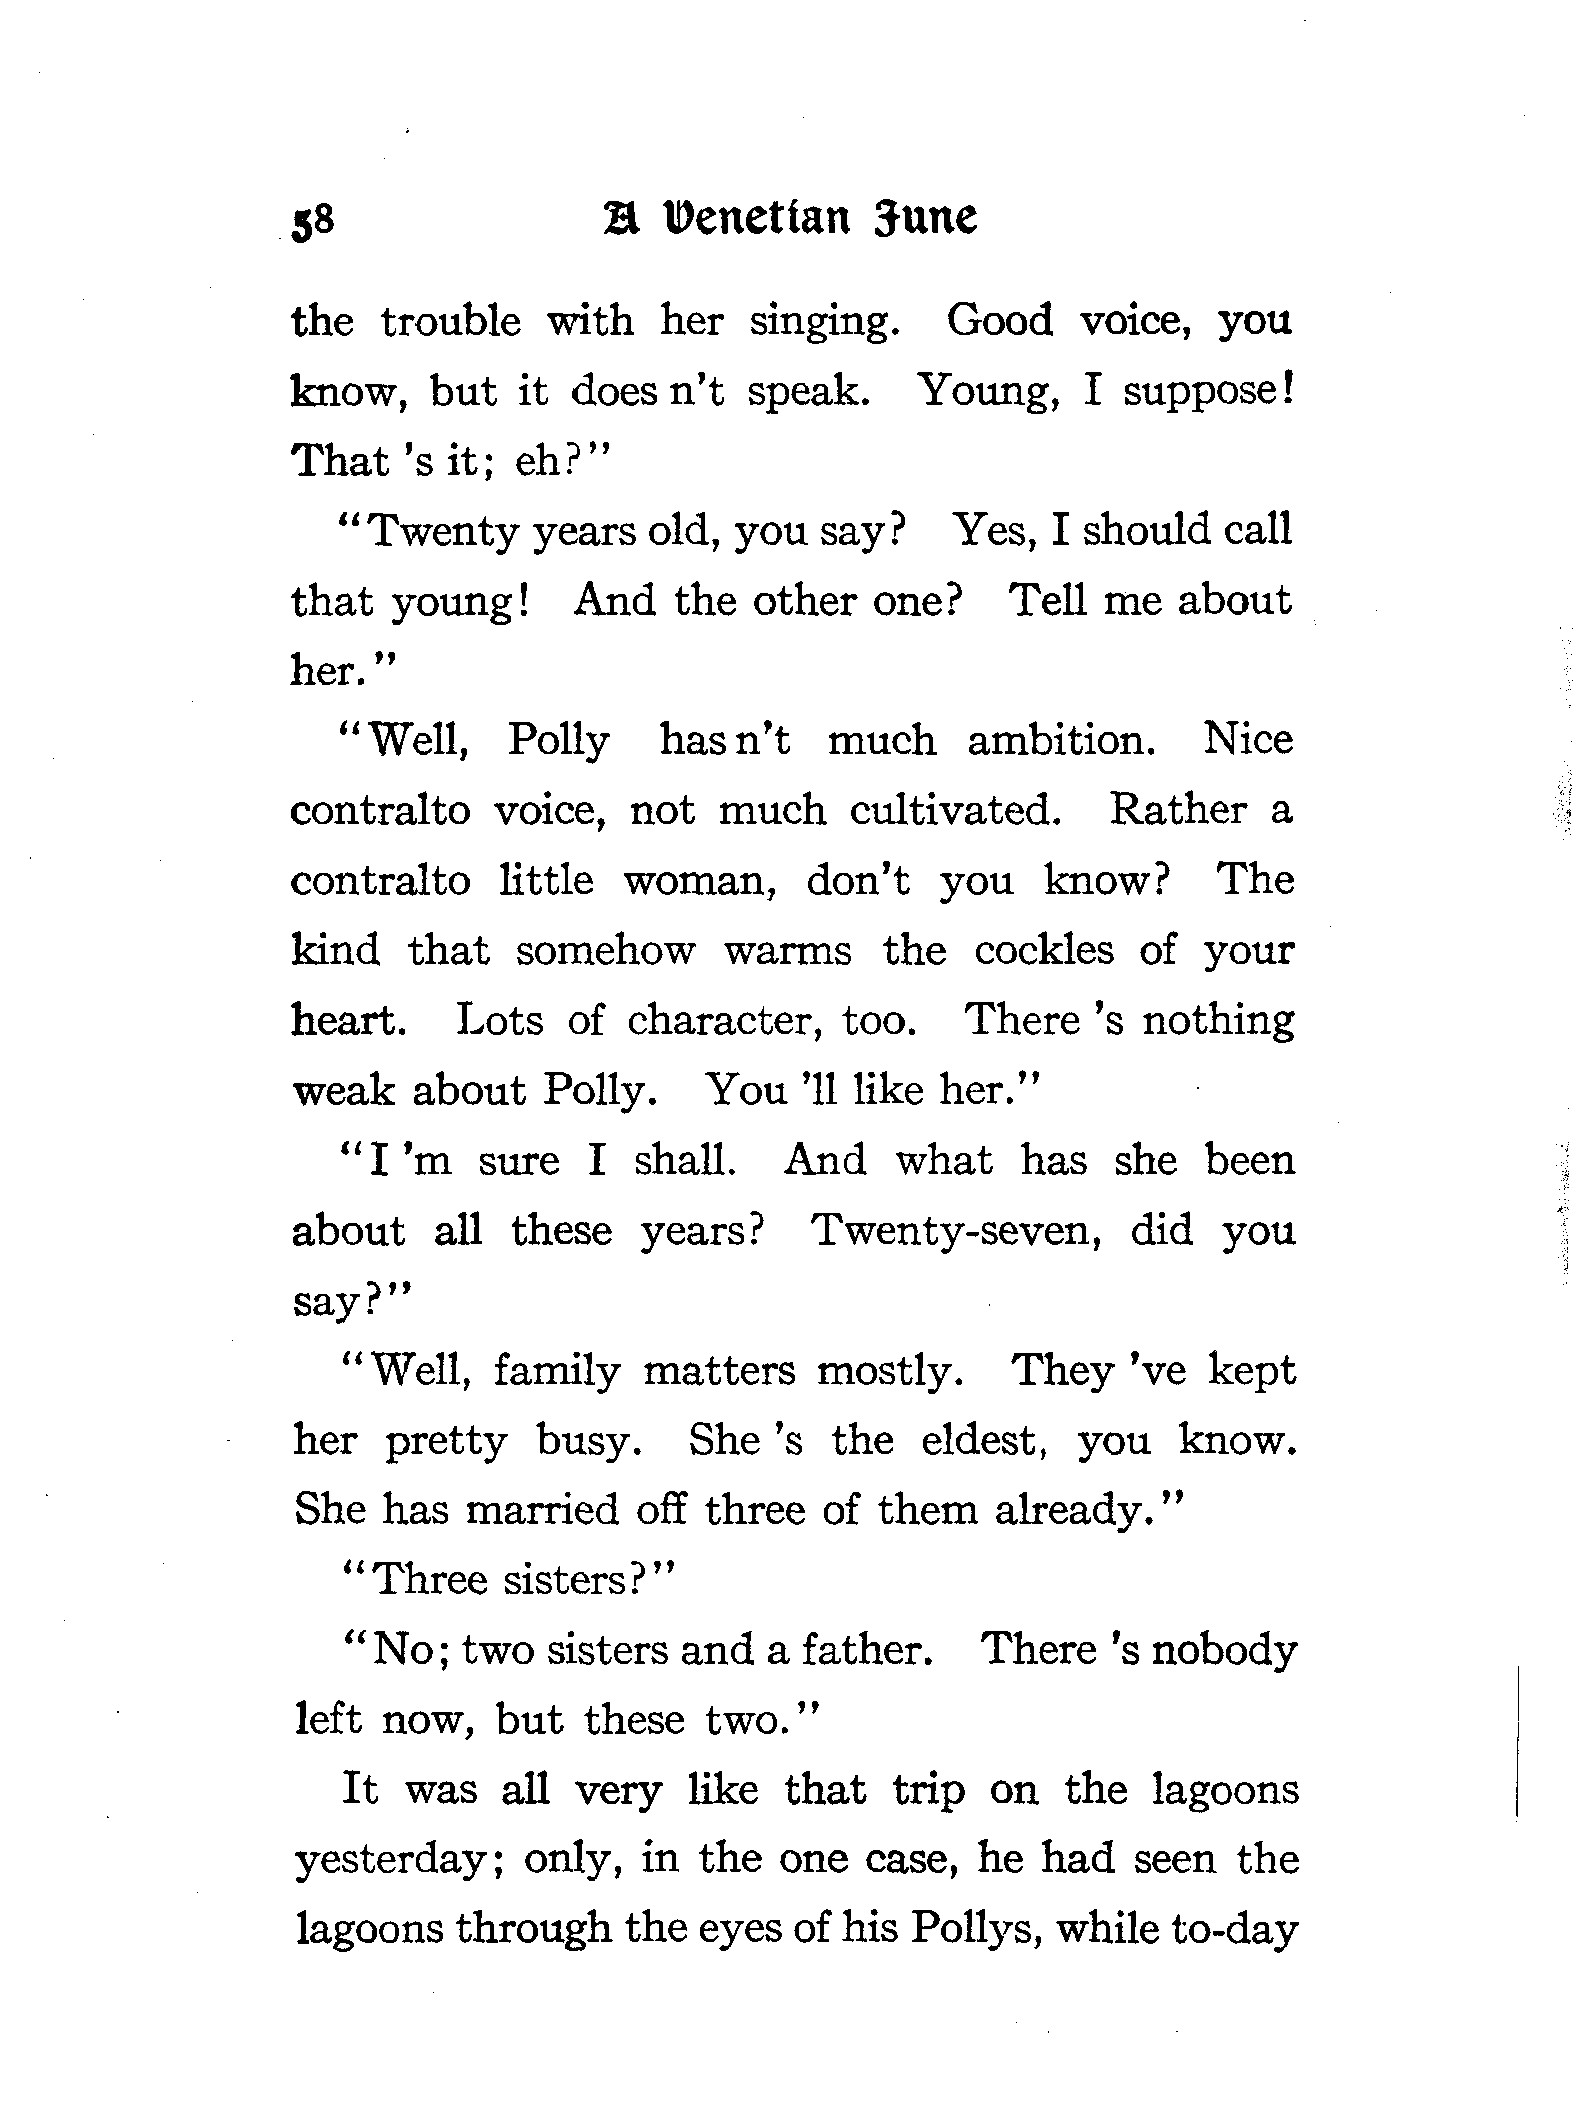 58 A Venetian June
the trouble with her singing. Good voice, you
know, but it does n't speak. Young, I suppose!
That 's it; eh?"
"Twenty years old, you say? Yes, I should call
that young! And the other one? Tell me about
her."
"Well, Polly has n't much ambition. Nice
contralto voice, not much cultivated. Rather a
contralto little woman, don't you know? The
kind that somehow warms the cockles of your
heart. Lots of character, too. There 's nothing
weak about Polly. You 'll like her."
"I 'm sure I shall. And what has she been
about all these years? Twenty-seven, did you
say?"
"Well, family matters mostly. They 've kept
her pretty busy. She 's the eldest, you know.
She has married off three of them already."
"Three sisters?"
"No; two sisters and a father. There 's nobody
left now, but these two."
It was all very like that trip on the lagoons
yesterday; only, in the one case, he had seen the
lagoons through the eyes of his Pollys, while to-day